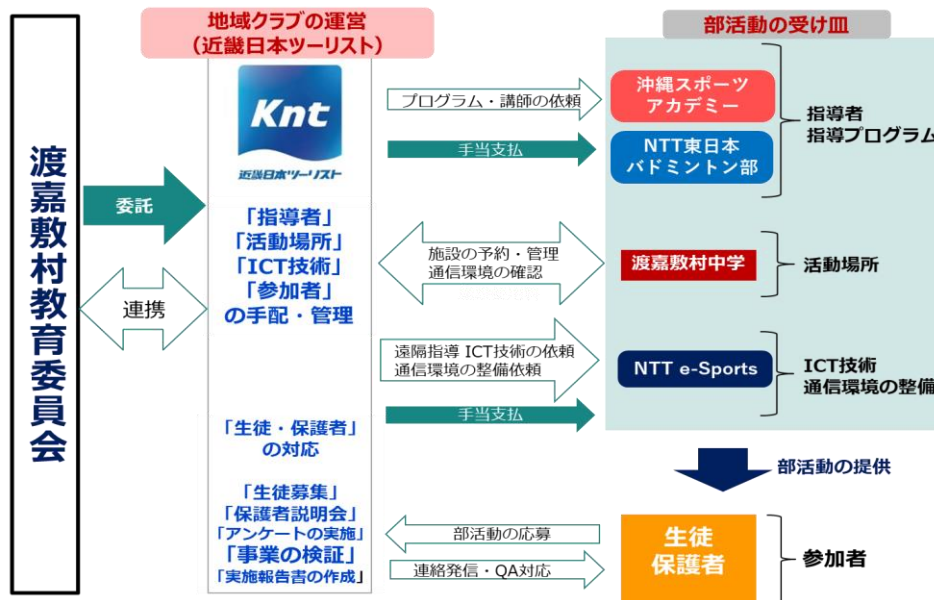 地域クラブの運営
（近畿日本ツーリスト）
部活動の受け皿
渡嘉敷村教育委員会
委託
連携
Knt
近畿日本ツーリスト
「指導者」
「活動場所」
「ICT技術」
「参加者」
の手配・管理
「生徒・保護者」
の対応
「生徒募集」
「保護者説明会」
「アンケートの実施」
「事業の検証」
「実施報告書の作成」
プログラム・講師の依頼
手当支払
施設の予約・管理
通信環境の確認
遠隔指導 ICT技術の依頼
通信環境の整備依頼
手当支払
部活動の応募
連絡発信・QA対応
沖縄スポーツ
アカデミー
NTT東日本
バドミントン部
指導者
指導プログラム
渡嘉敷村中学
活動場所
NTT e-Sports
ICT技術
通信環境の整備
部活動の提供
生徒
保護者
参加者